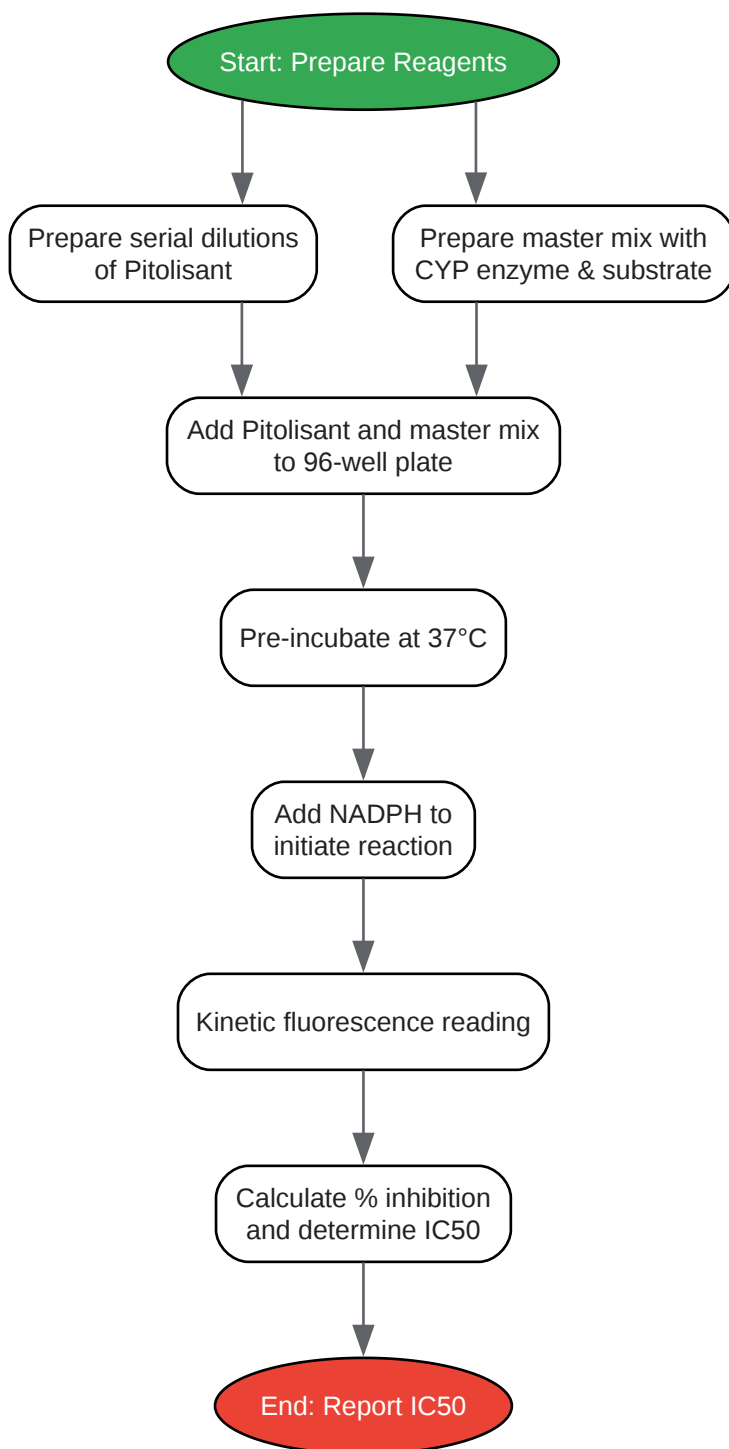 Start: Prepare Reagents
Prepare serial dilutions
of Pitolisant
Prepare master mix with
CYP enzyme & substrate
Add Pitolisant and master mix
to 96-well plate
Pre-incubate at 37°C
Add NADPH to
initiate reaction
Kinetic fluorescence reading
Calculate % inhibition
and determine IC50
End: Report IC50